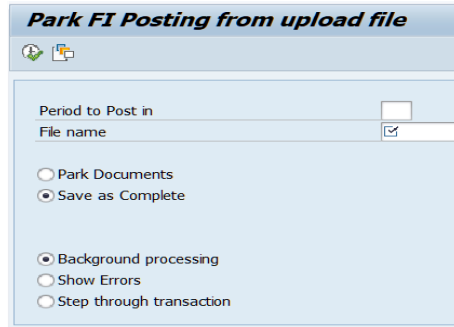 Park FI Posting from upload file
Period to Post in
File name
Park Documents
Save as Complete
Background processing
Show Errors
Step through transaction